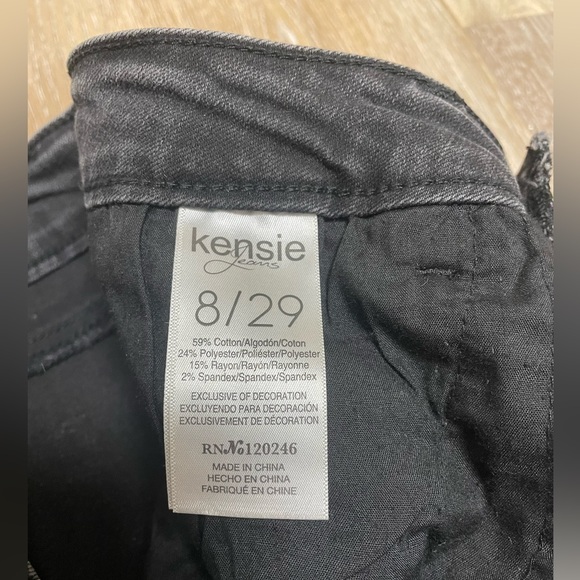 kensie
Jeans
8/29
59% Cotton/Algodón/Coton
24% Polyester/Poliéster/Polyester
15% Rayon/Rayón/Rayonne
2% Spandex/Spandex/Spandex
EXCLUSIVE OF DECORATION
EXCLUYENDO PARA DECORACIÓN
EXCLUSIVEMENT DE DÉCORATION
RN№120246
MADE IN CHINA
HECHO EN CHINA
FABRIQUÉ EN CHINE